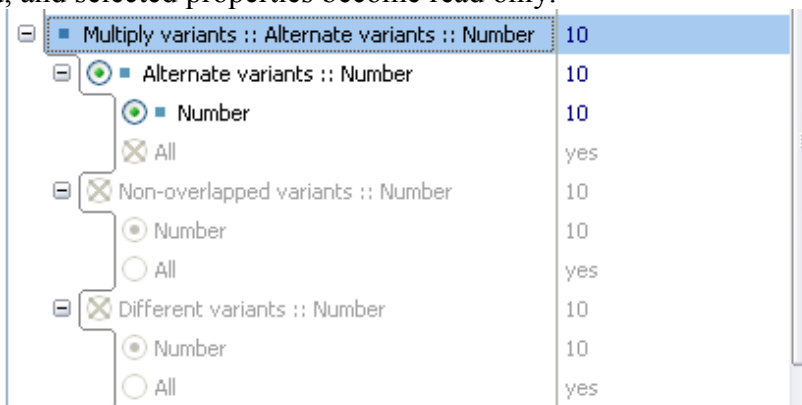 , and selected properties become read only.
Multiply variants :: Alternate variants :: Number 10
Alternate variants :: Number 10
Number 10
All yes
Non-overlapped variants :: Number 10
Number 10
All yes
Different variants :: Number 10
Number 10
All yes